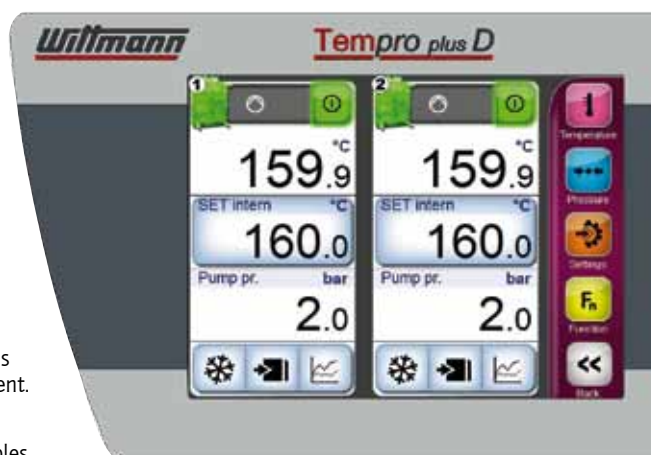 Wittmann
Tempro plus D
1
2
Temperature
°C
159.9
°C
159.9
Pressure
SET intern °C
160.0
SET intern °C
160.0
Settings
Pump pr. bar
2.0
Pump pr. bar
2.0
Fn
Function
<<
Back
s
ent.
ples